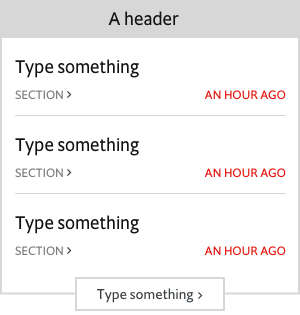 A header
Type something
SECTION > AN HOUR AGO
Type something
SECTION > AN HOUR AGO
Type something
SECTION > AN HOUR AGO
Type something >